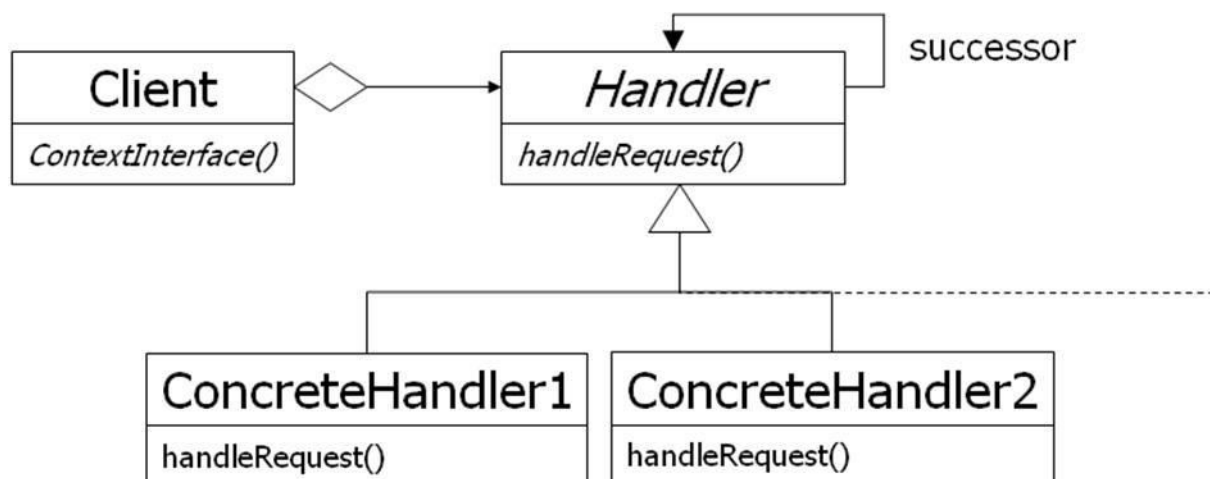 Client
ContextInterface()
Handler
handleRequest()
successor
ConcreteHandler1
handleRequest()
ConcreteHandler2
handleRequest()